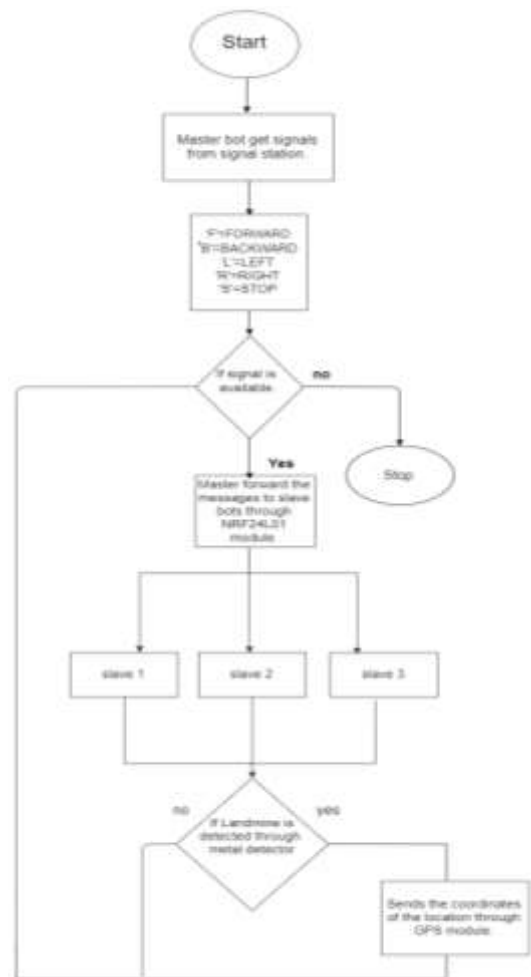 Start
Master bot get signals
from signal station.
'F'=FORWARD
'B'=BACKWARD
'L'=LEFT
'R'=RIGHT
'S'=STOP
If signal is
available.
no
Yes
Stop
Master forward the
messages to slave
bots through
NRF24L01
module
slave 1
slave 2
slave 3
no
yes
If Landmine is
detected through
metal detector
Sends the coordinates
of the location through
GPS module.